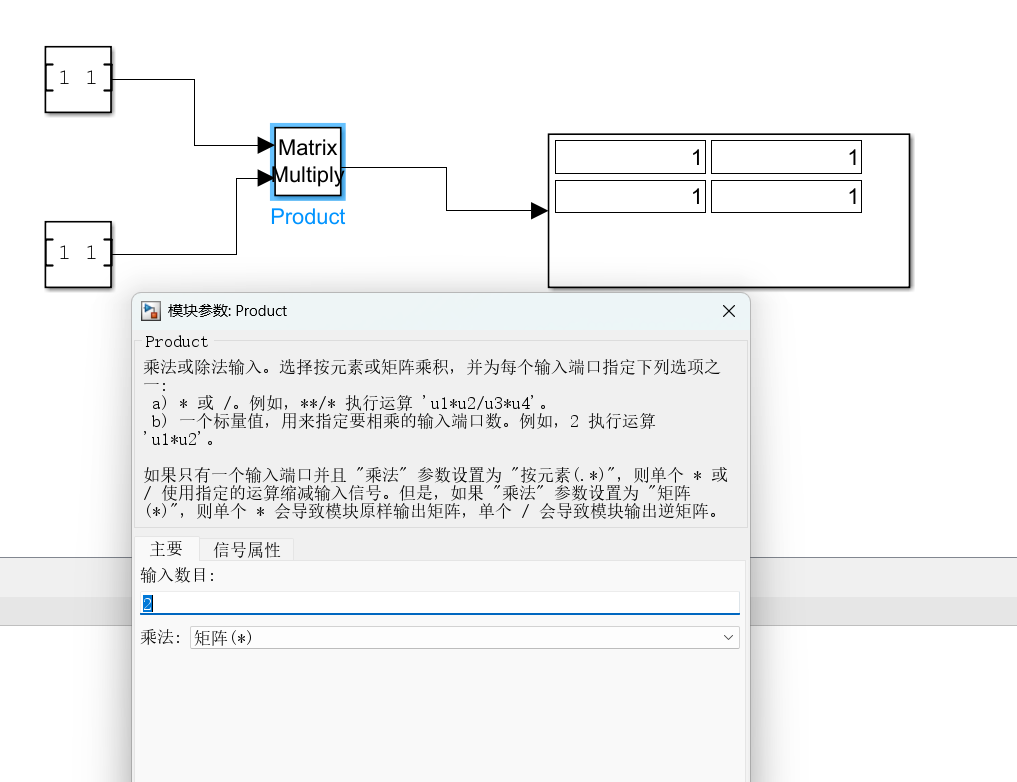 1 1
Matrix
Multiply
Product
1 1
1 1
1 1
模块参数: Product
Product
乘法或除法输入。选择按元素或矩阵乘积，并为每个输入端口指定下列选项之
一:
a) * 或 /。例如，**/* 执行运算 'u1*u2/u3*u4'。
b) 一个标量值，用来指定要相乘的输入端口数。例如，2 执行运算
'u1*u2'。
如果只有一个输入端口并且 "乘法" 参数设置为 "按元素(.*)"，则单个 * 或
/ 使用指定的运算缩减输入信号。但是，如果 "乘法" 参数设置为 "矩阵
(*)"，则单个 * 会导致模块原样输出矩阵，单个 / 会导致模块输出逆矩阵。
主要 信号属性
输入数目:
2
乘法: 矩阵(*)